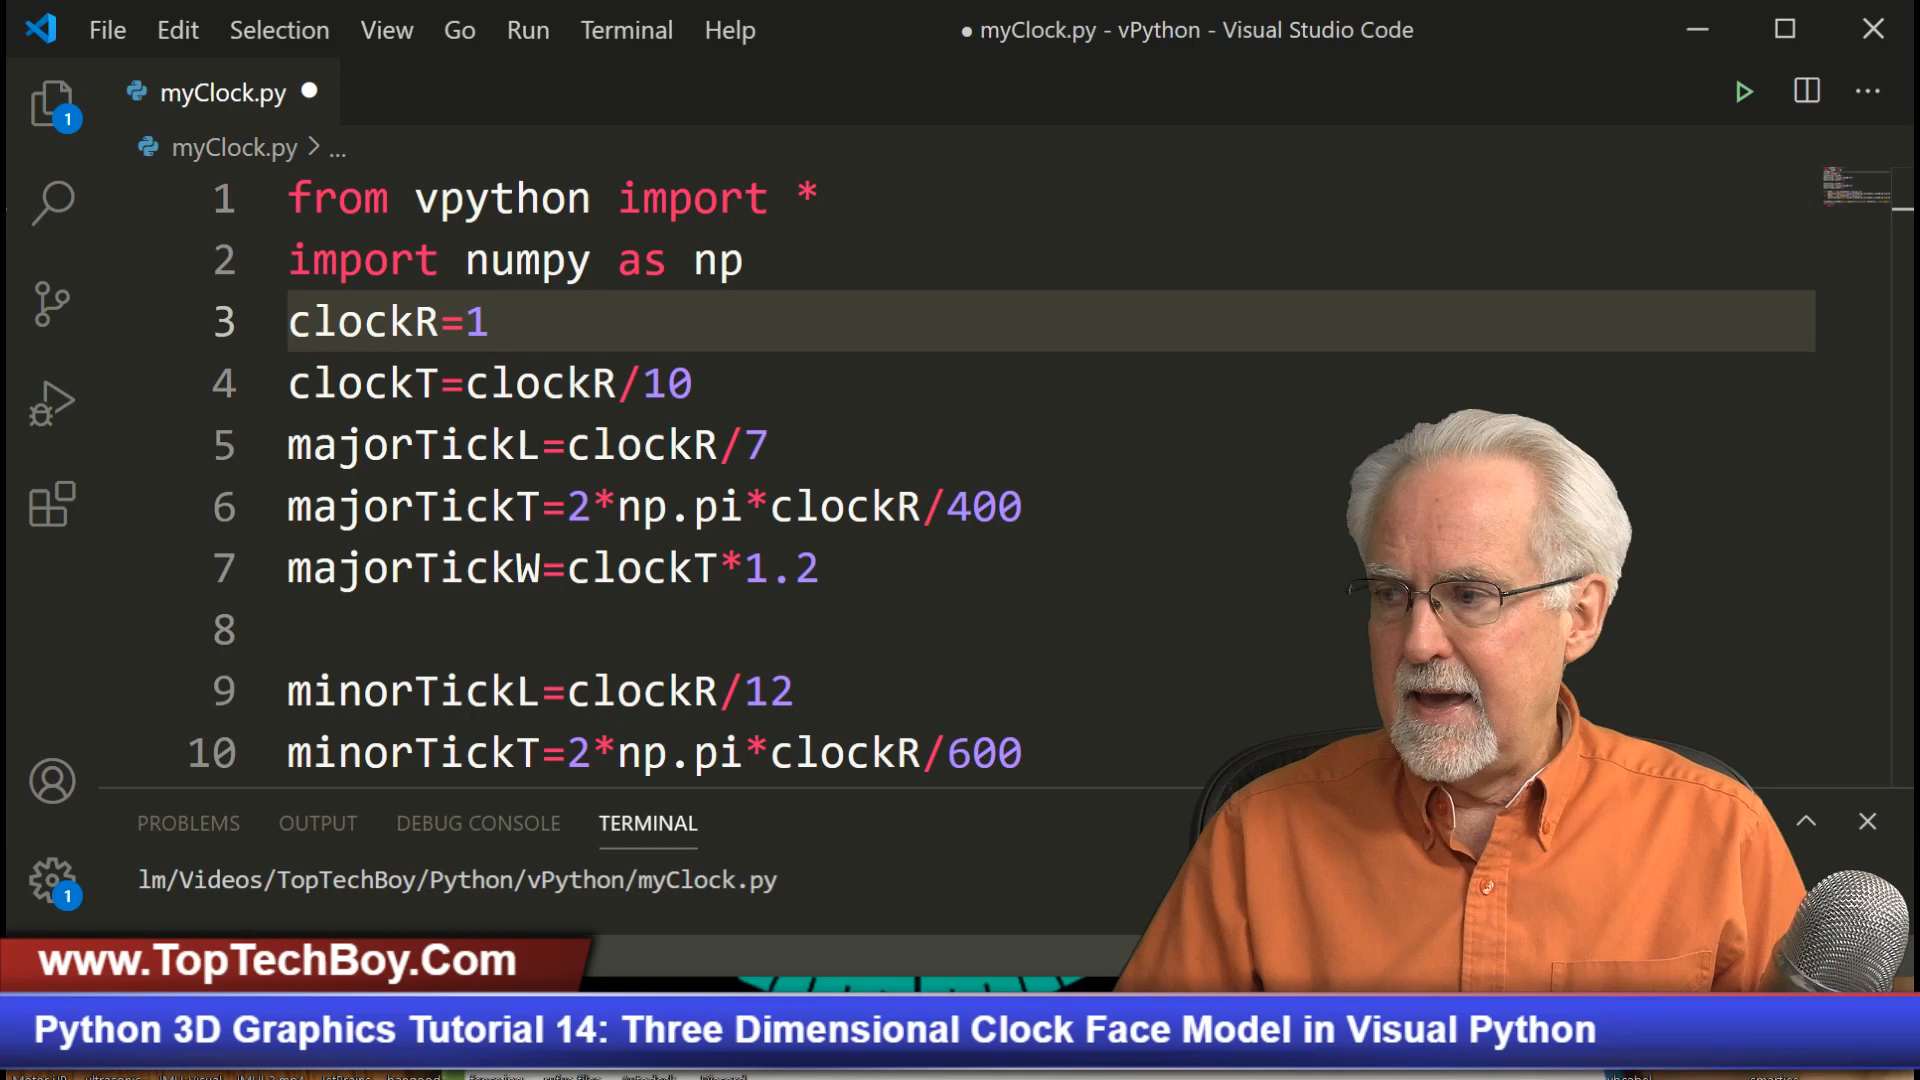 File Edit Selection View Go Run Terminal Help
● myClock.py - vPython - Visual Studio Code
myClock.py
1
myClock.py > ...
1 from vpython import *
2 import numpy as np
3 clockR=1
4 clockT=clockR/10
5 majorTickL=clockR/7
6 majorTickT=2*np.pi*clockR/400
7 majorTickW=clockT*1.2
8
9 minorTickL=clockR/12
10 minorTickT=2*np.pi*clockR/600
PROBLEMS OUTPUT DEBUG CONSOLE TERMINAL
lm/Videos/TopTechBoy/Python/vPython/myClock.py
1
www.TopTechBoy.Com
Python 3D Graphics Tutorial 14: Three Dimensional Clock Face Model in Visual Python